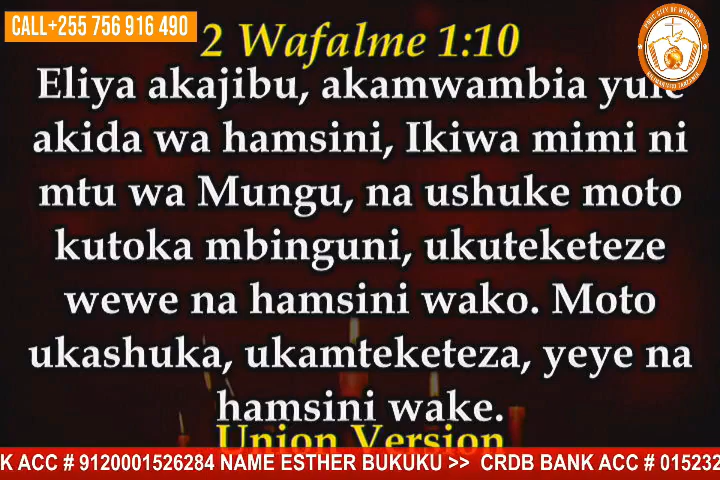 CALL+255 756 916 490
2 Wafalme 1:10
Eliya akajibu, akamwambia yule
akida wa hamsini, Ikiwa mimi ni
mtu wa Mungu, na ushuke moto
kutoka mbinguni, ukuteketeze
wewe na hamsini wako. Moto
ukashuka, ukamteketeza, yeye na
hamsini wake.
Union Version
K ACC # 9120001526284 NAME ESTHER BUKUKU >> CRDB BANK ACC # 015232